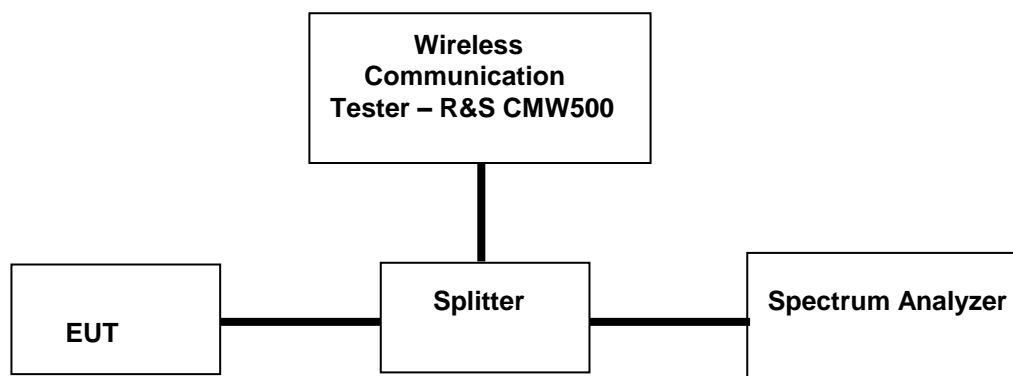 Wireless
Communication
Tester – R&S CMW500
Splitter
Spectrum Analyzer
EUT